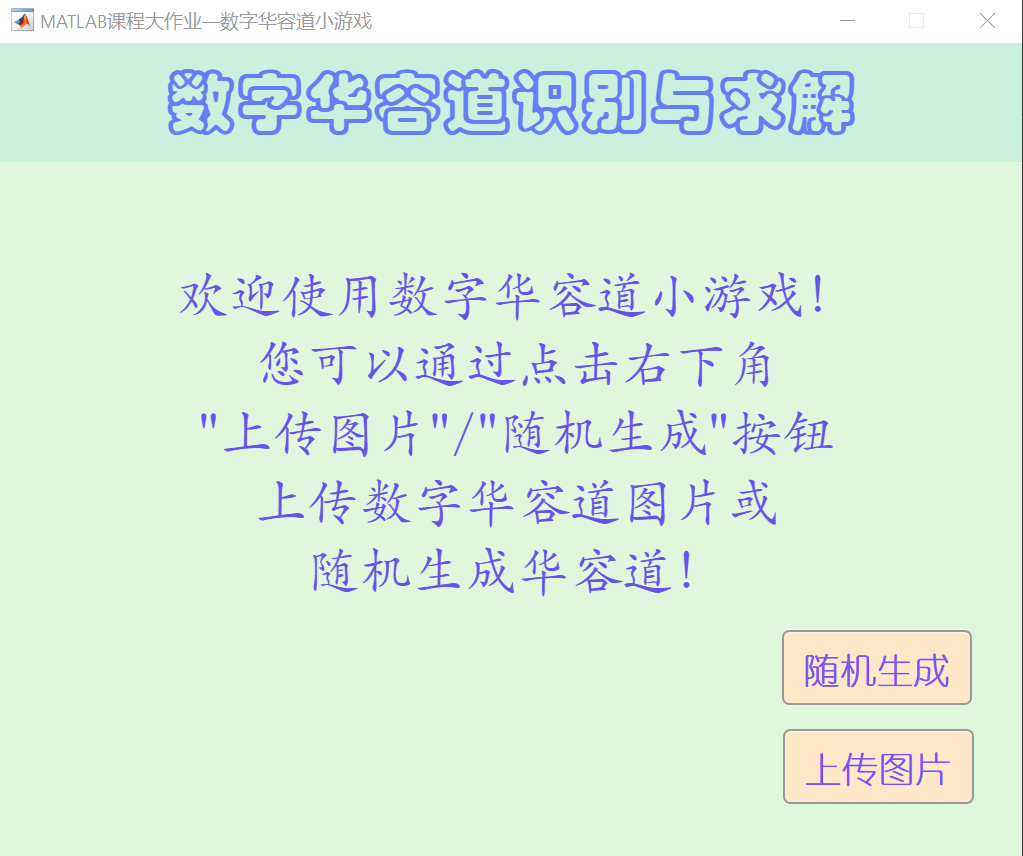 MATLAB课程大作业—数字华容道小游戏
数字华容道识别与求解
欢迎使用数字华容道小游戏!
您可以通过点击右下角
"上传图片"/"随机生成"按钮
上传数字华容道图片或
随机生成华容道!
随机生成
上传图片